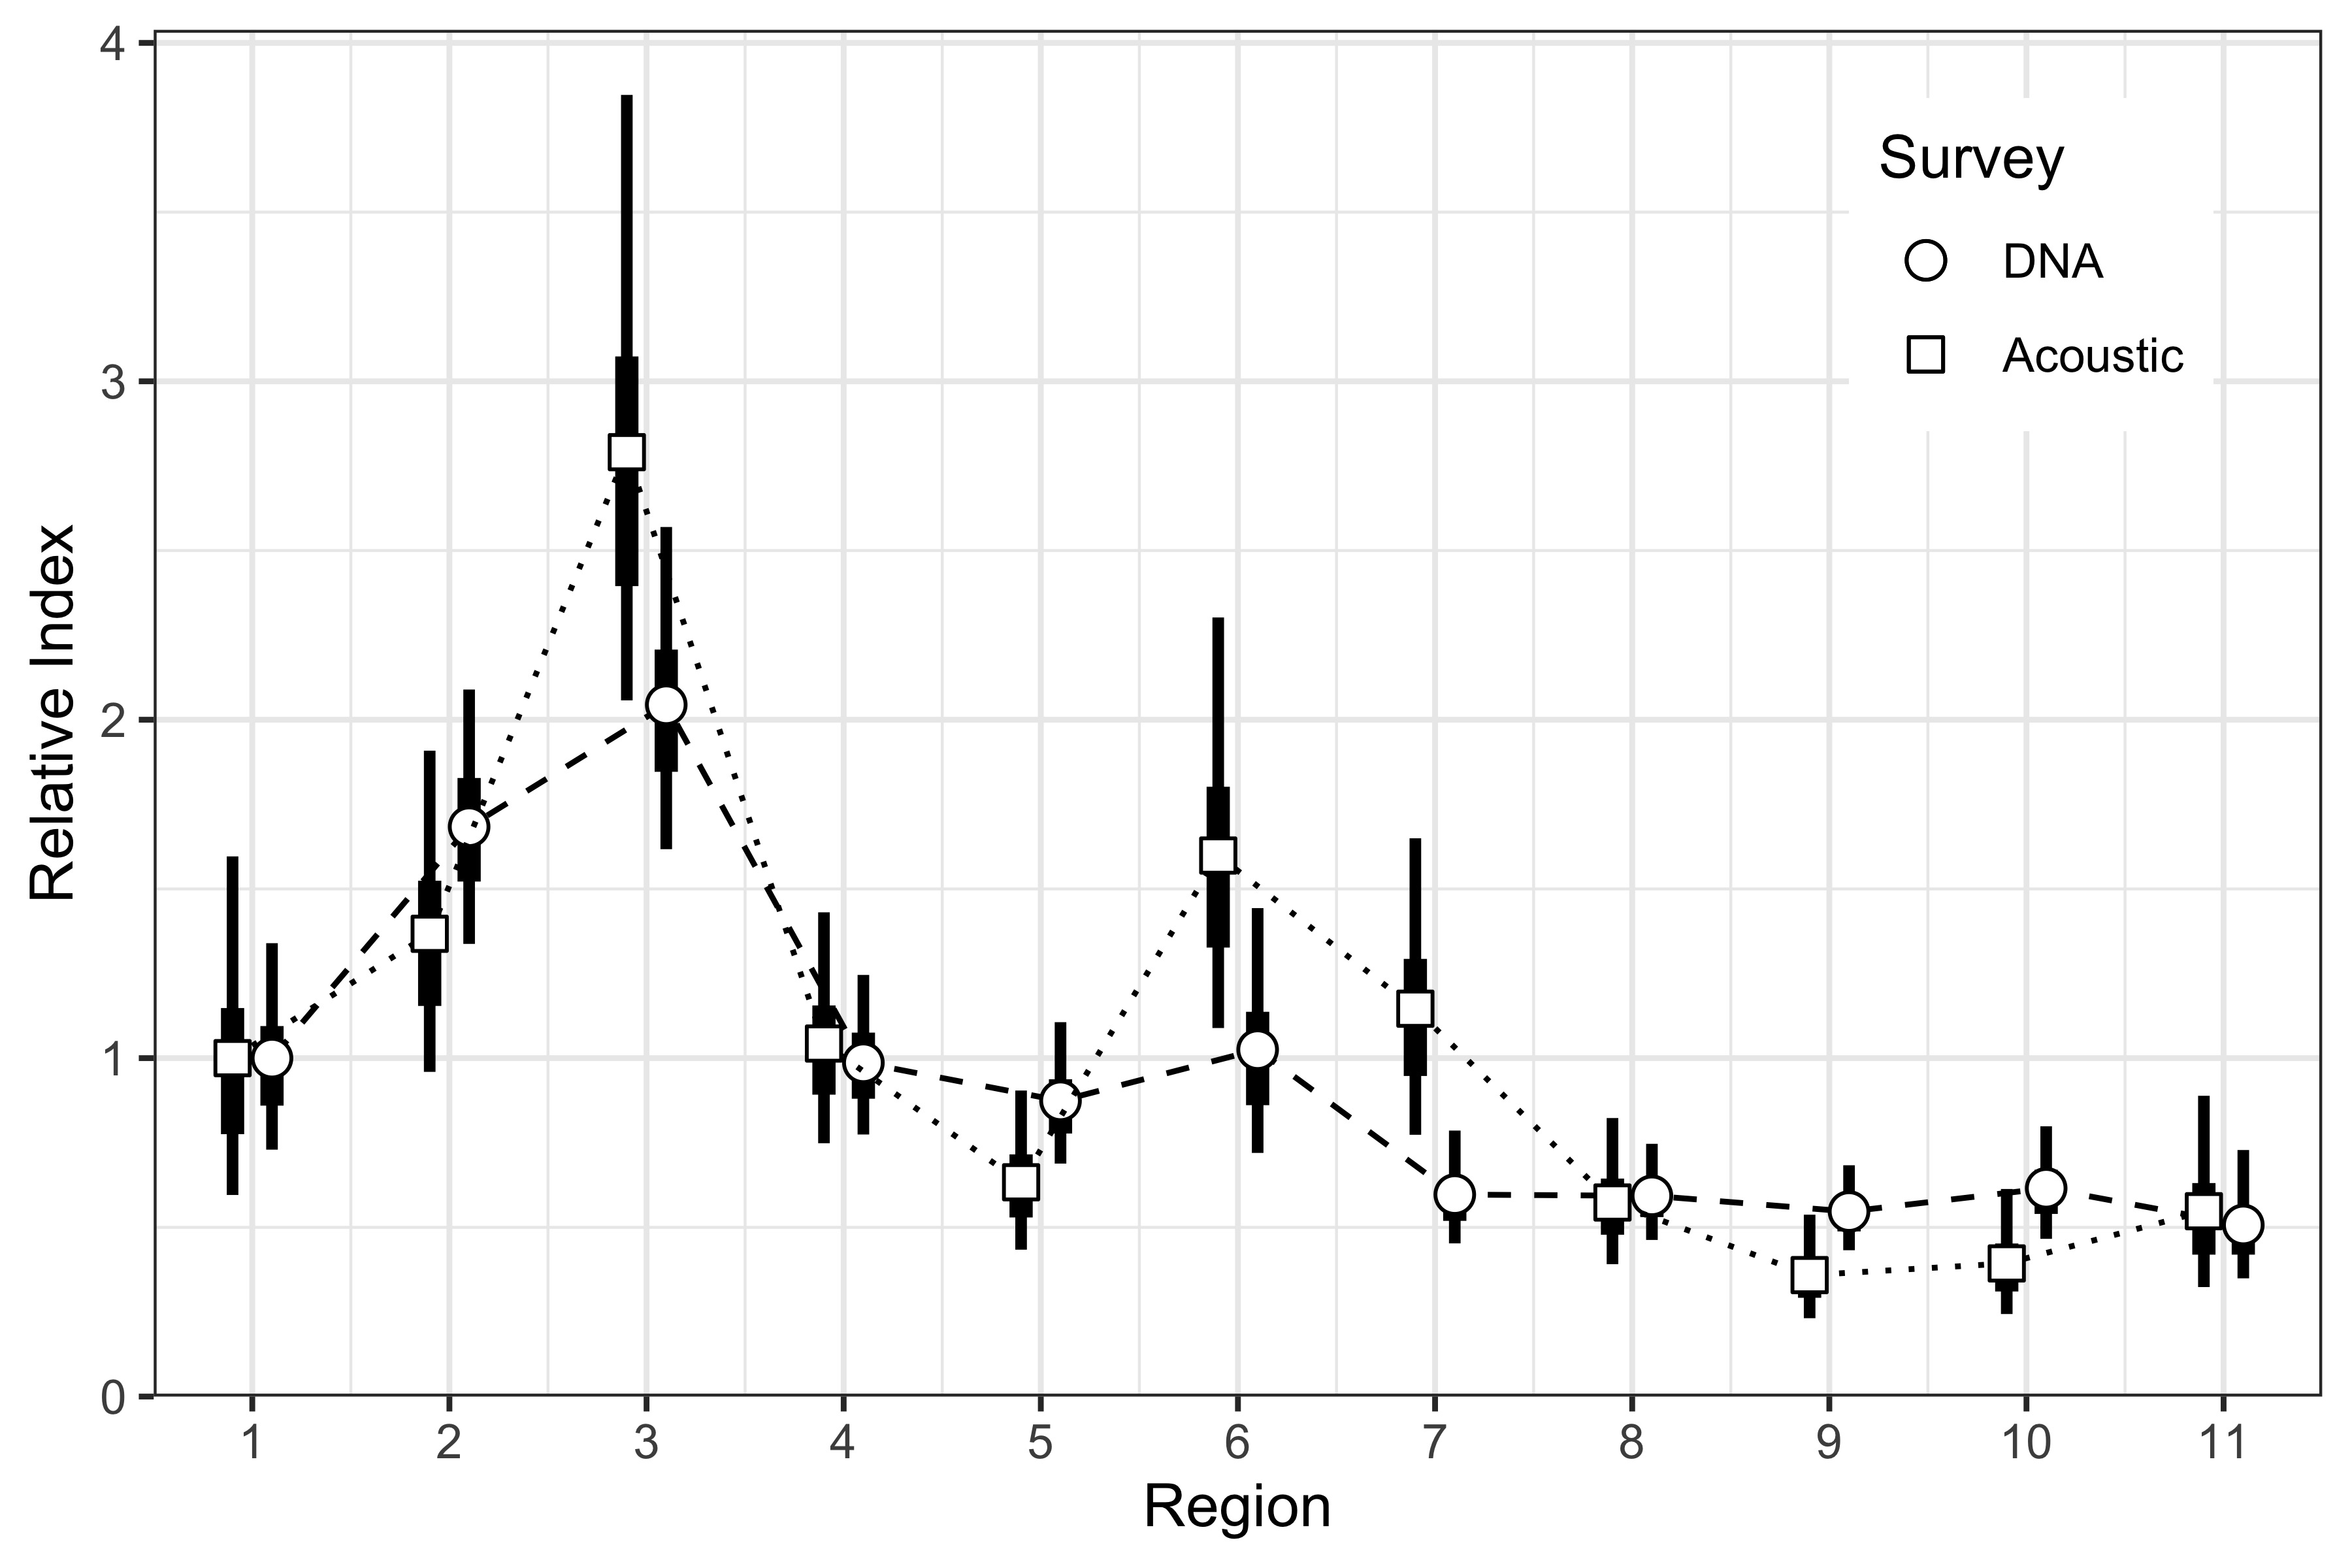 Relative Index
4
3
2
1
0
Survey
DNA
Acoustic
1 2 3 4 5 6 7 8 9 10 11
Region